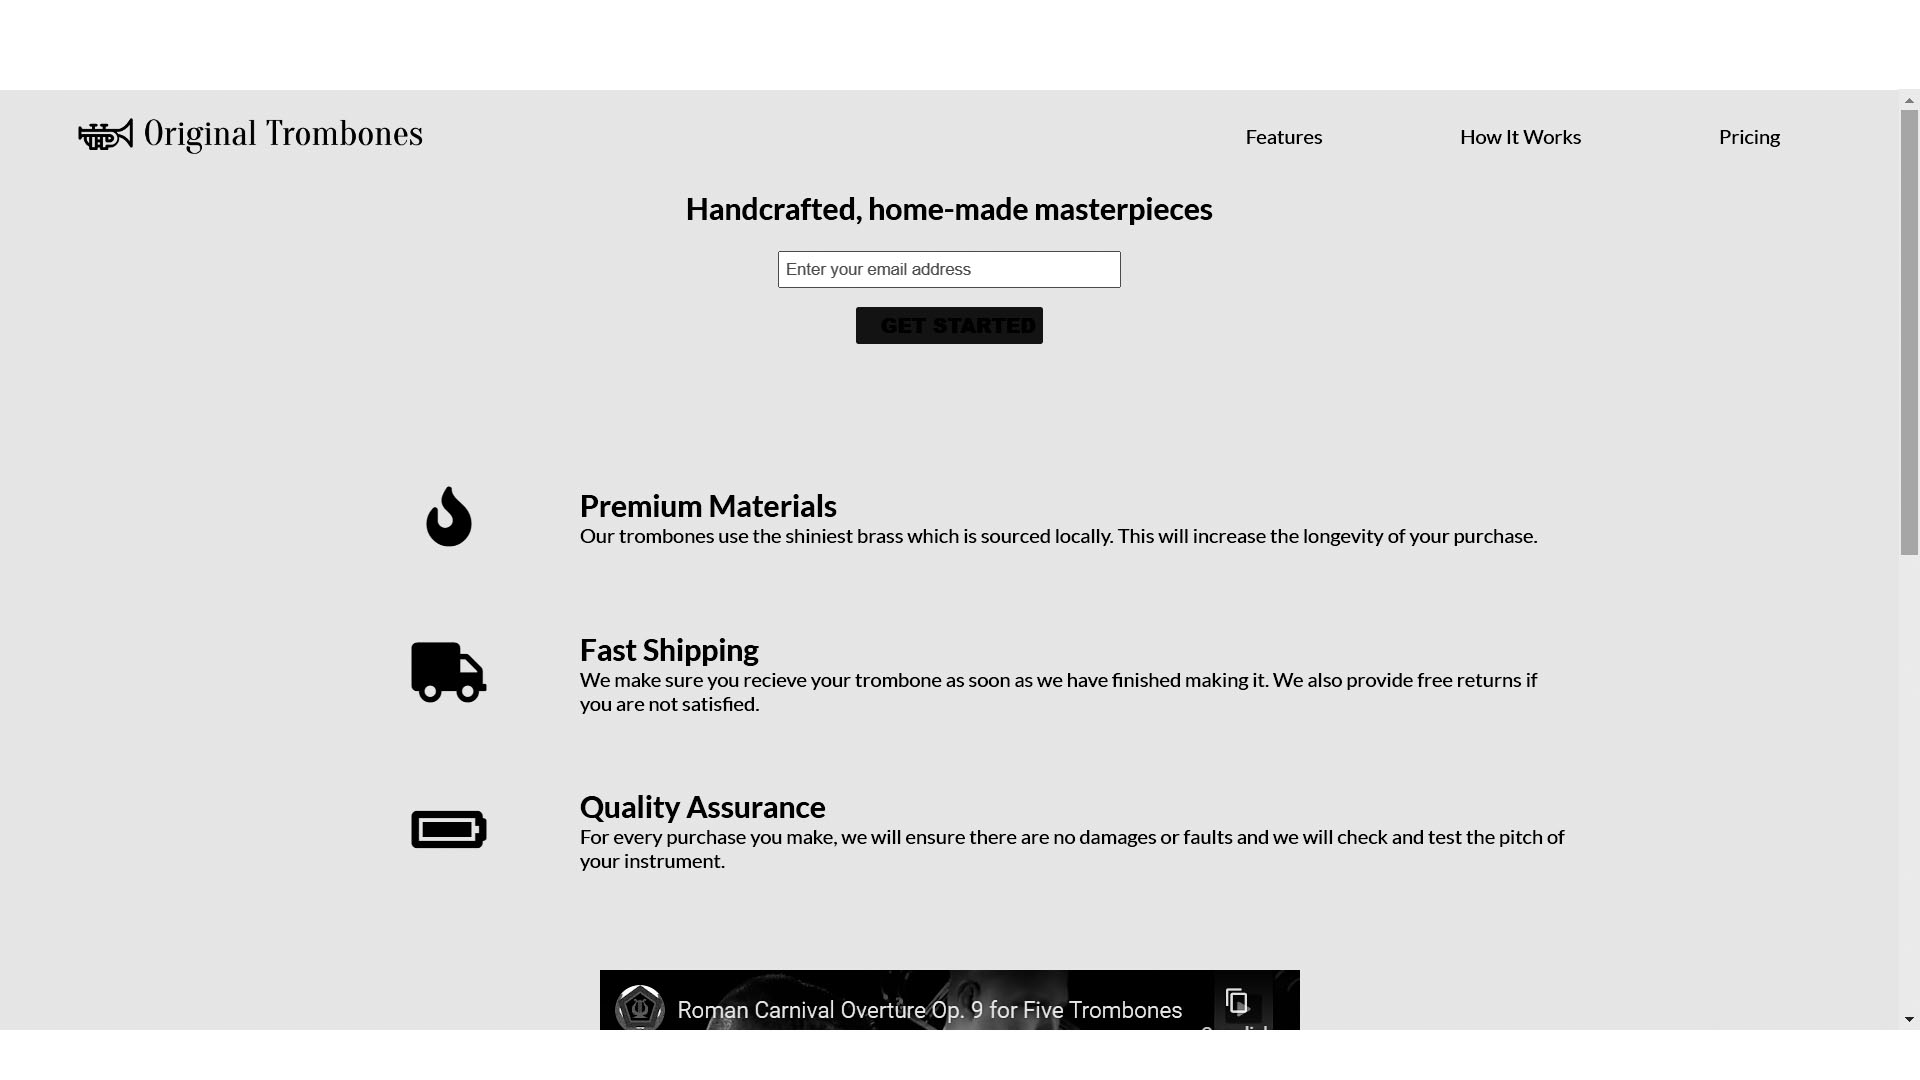 Original Trombones
Features
How It Works
Pricing
Handcrafted, home-made masterpieces
Enter your email address
GET STARTED
Premium Materials
Our trombones use the shiniest brass which is sourced locally. This will increase the longevity of your purchase.
Fast Shipping
We make sure you recieve your trombone as soon as we have finished making it. We also provide free returns if
you are not satisfied.
Quality Assurance
For every purchase you make, we will ensure there are no damages or faults and we will check and test the pitch of
your instrument.
Roman Carnival Overture Op. 9 for Five Trombones